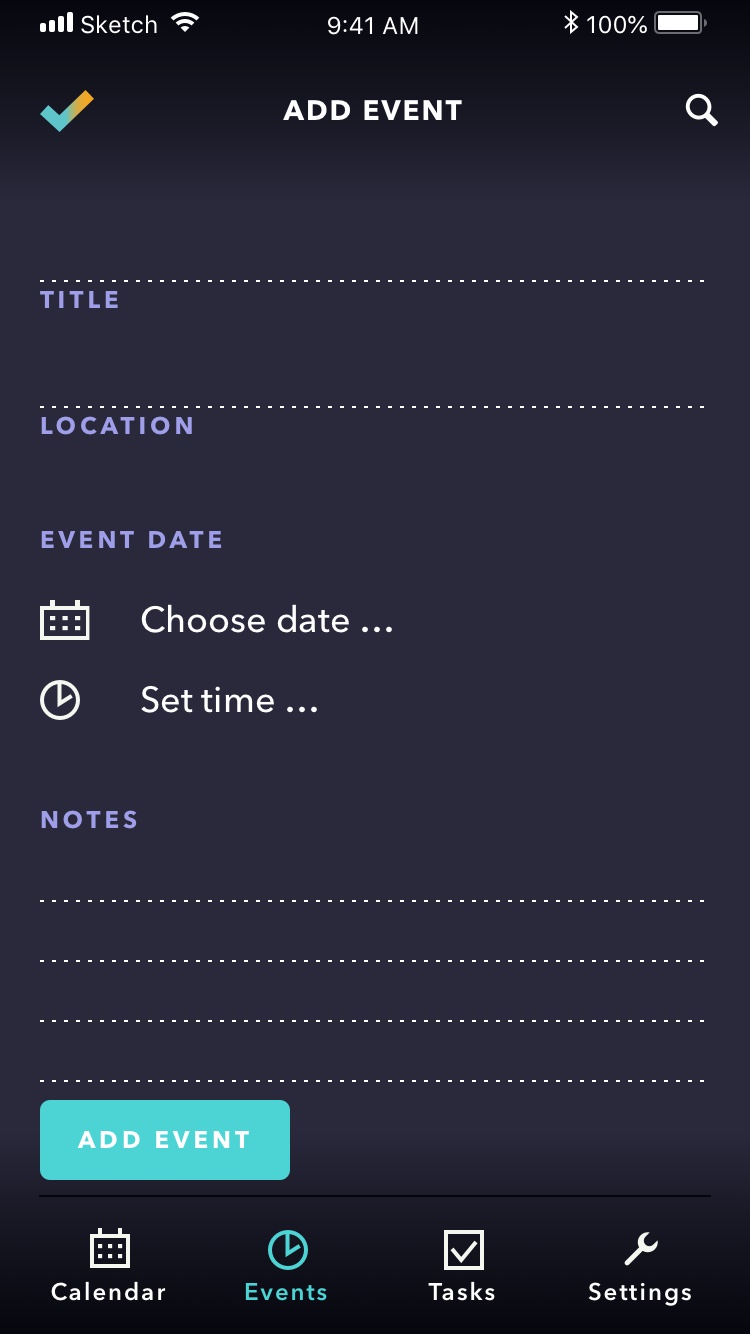 Sketch 9:41 AM 100%
ADD EVENT
TITLE
LOCATION
EVENT DATE
Choose date ...
Set time ...
NOTES
ADD EVENT
Calendar Events Tasks Settings